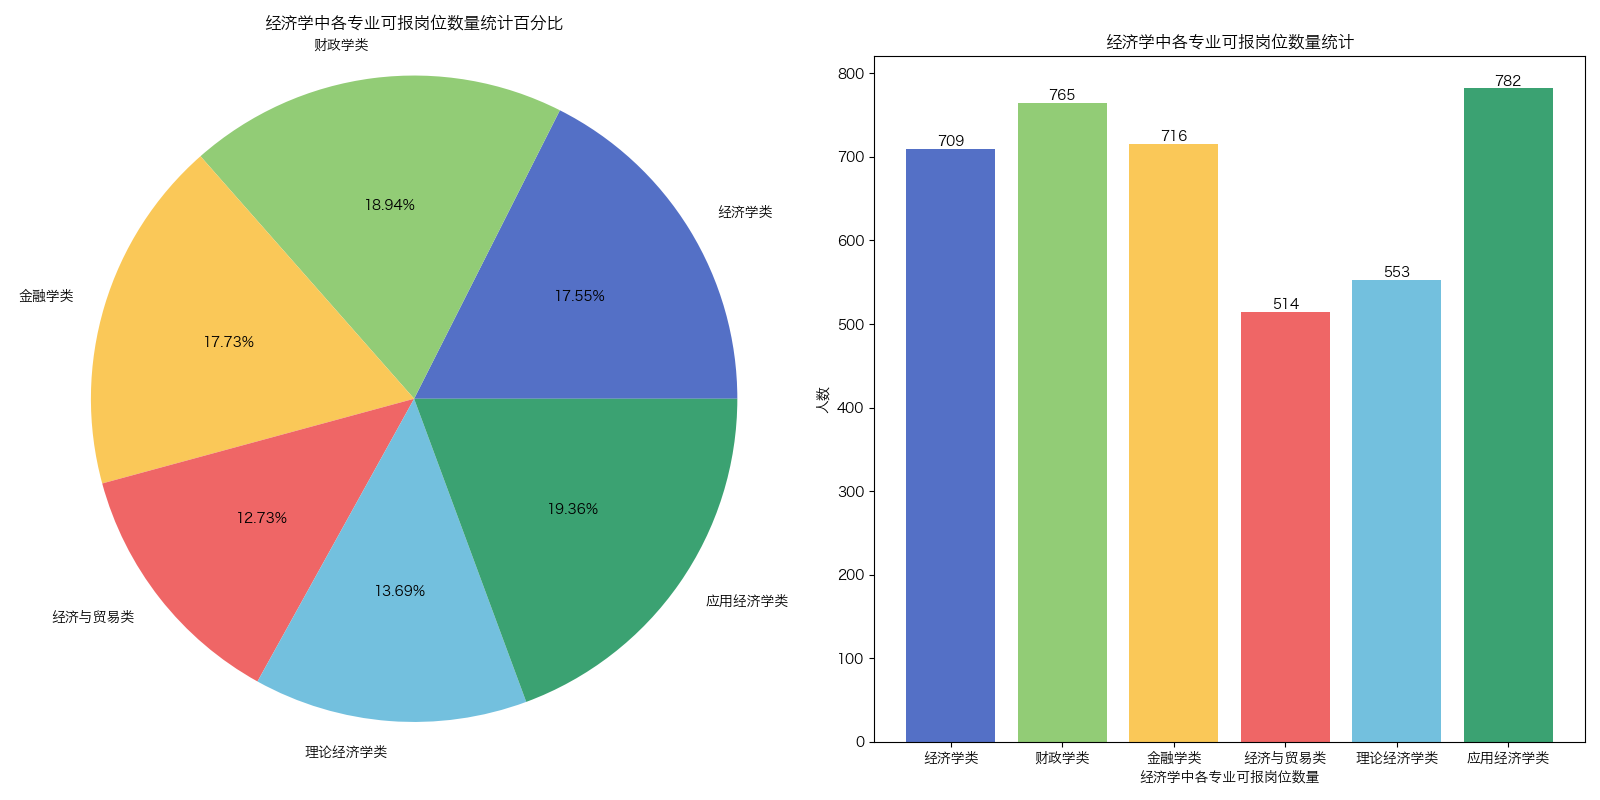 经济学中各专业可报岗位数量统计百分比
财政学类
18.94%
经济学类
17.55%
金融学类
17.73%
12.73%
19.36%
经济与贸易类
13.69%
应用经济学类
理论经济学类
经济学中各专业可报岗位数量统计
人数
800
700
600
500
400
300
200
100
0
709
765
716
514
553
782
经济学类
财政学类
金融学类
经济与贸易类
理论经济学类
应用经济学类
经济学中各专业可报岗位数量